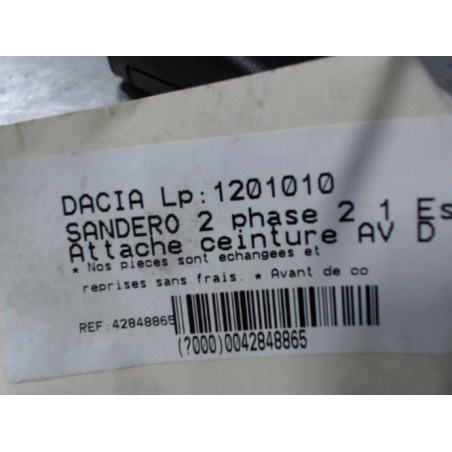 DACIA Lp:1201010
SANDERO 2 phase 2 1 Es
Attache ceinture AV D
* Nos pieces sont echangees et
reprises sans frais. * Avant de co
REF:42848865
(?000)0042848865